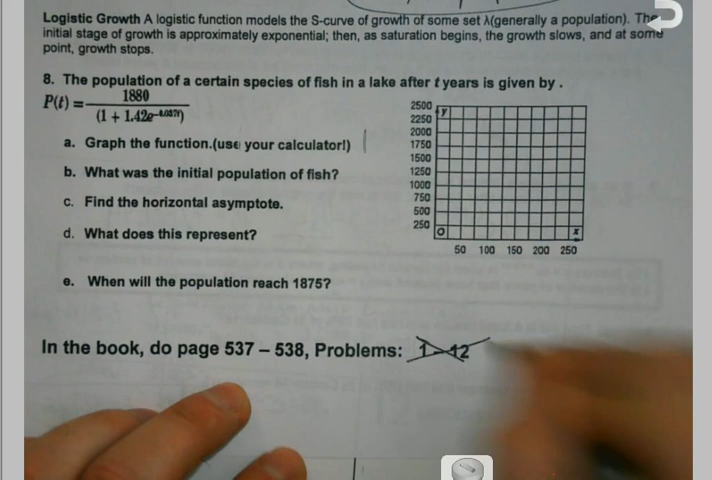 Logistic Growth A logistic function models the S-curve of growth of some set λ(generally a population). The
initial stage of growth is approximately exponential; then, as saturation begins, the growth slows, and at some
point, growth stops.
8. The population of a certain species of fish in a lake after t years is given by .
P(t) = 1880
(1 + 1.42e
a. Graph the function.(use your calculator!)
b. What was the initial population of fish?
c. Find the horizontal asymptote.
d. What does this represent?
e. When will the population reach 1875?
2500
2250
2000
1750
1500
1250
1000
750
500
250
y
O
x
50 100 150 200 250
In the book, do page 537 – 538, Problems: 1-12